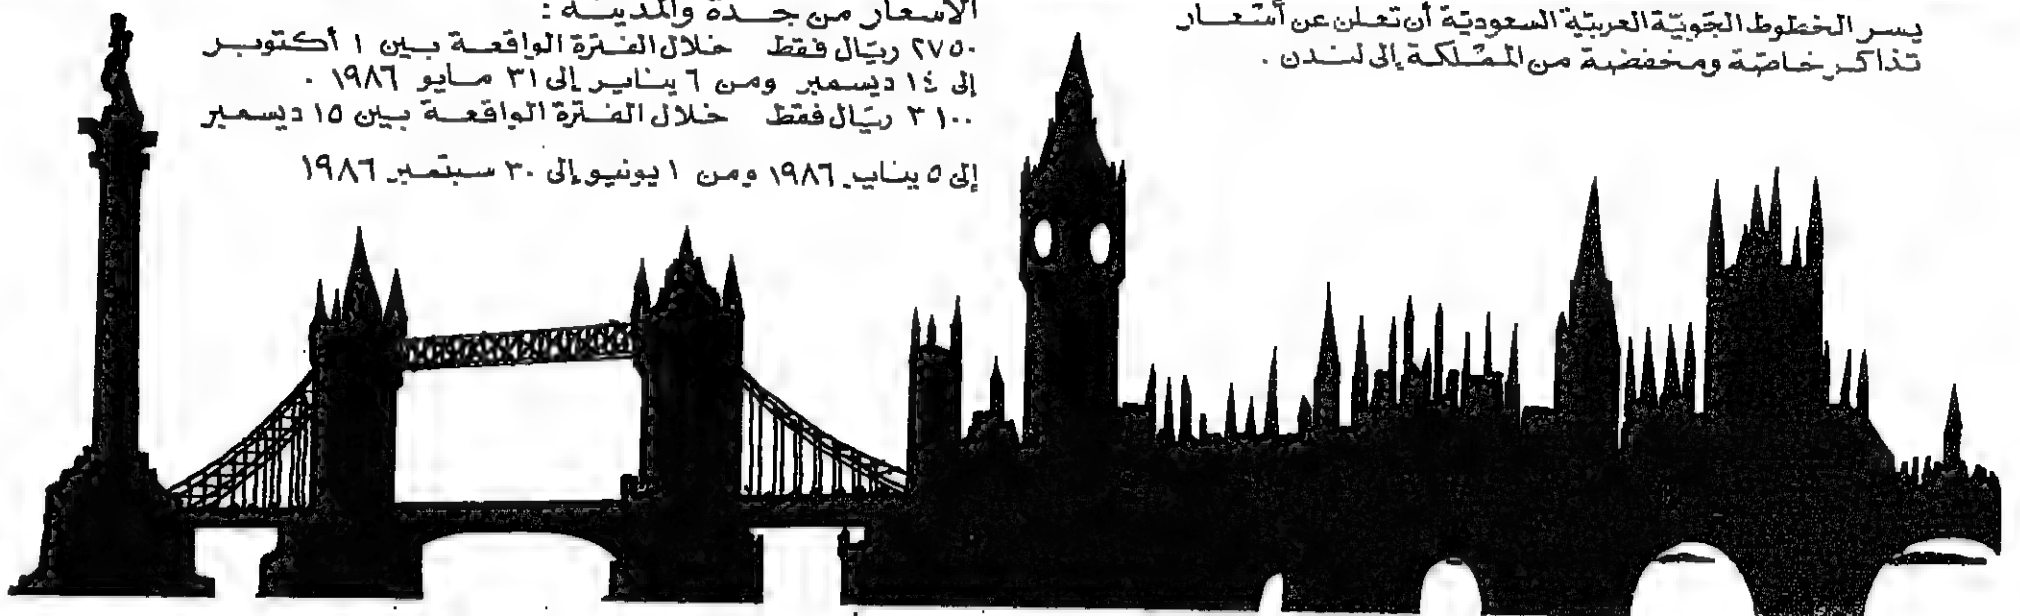 يسر الخطوط الجوية العربية السعودية أن تعلن عن أسعار
تذاكر خاصة ومخفضة من المملكة إلى لندن .
الأسعار من جدة والمدينة :
٢٧٥٠ ريال فقط خلال الفترة الواقعة بين ١ أكتوبر
إلى ١٤ ديسمبر ومن ٦ يناير إلى ٣١ مايو ١٩٨٦ .
٣١٠٠ ريال فقط خلال الفترة الواقعة بين ١٥ ديسمبر
إلى ٥ يناير ١٩٨٦ ومن ١ يونيو إلى ٣٠ سبتمبر ١٩٨٦